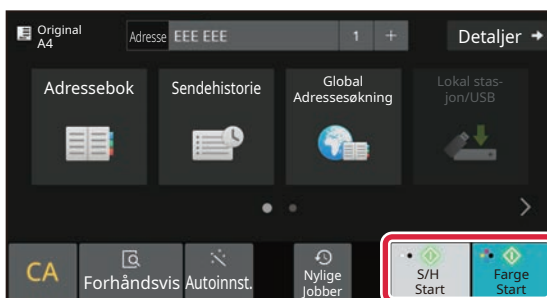 Original
A4
Adresse EEE EEE 1 +
Detaljer
Adressebok
Sendehistorie
Global
Adressesøkning
Lokal stas-
jon/USB
CA
Forhåndsvis
Autoinnst.
Nylige
Jobber
S/H
Start
Farge
Start